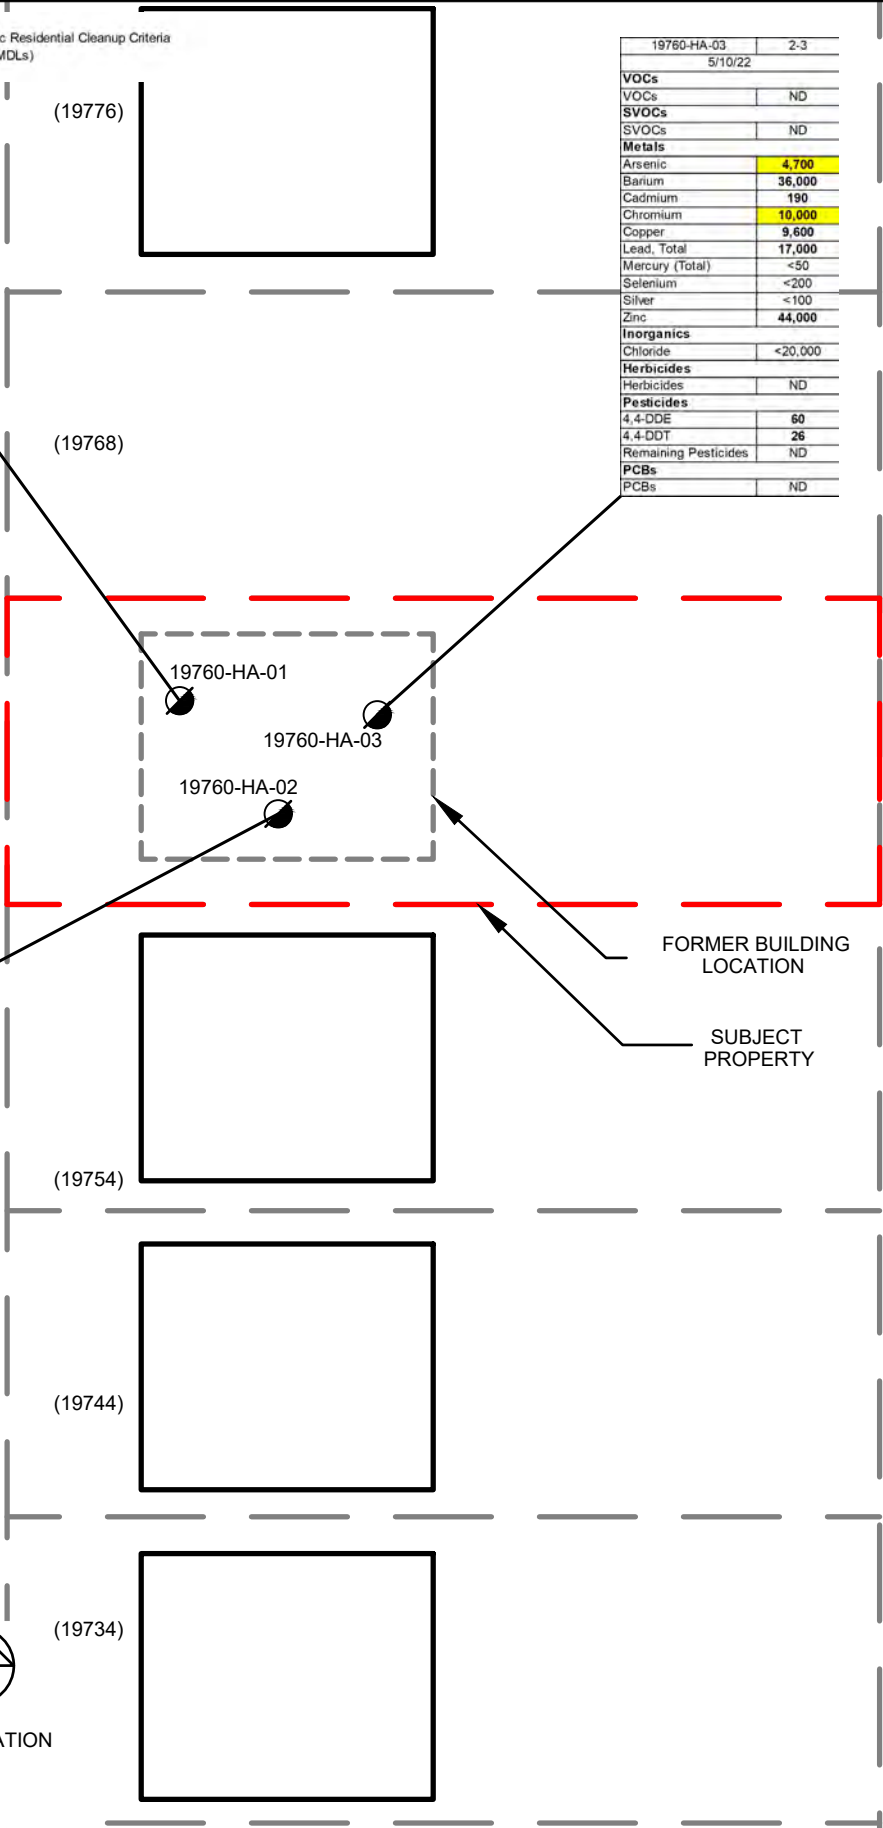 c Residential Cleanup Criteria
MDLs)
19760-HA-03 2-3
5/10/22
VOCs
VOCs ND
SVOCs
SVOCs ND
Metals
Arsenic 4,700
Barium 36,000
Cadmium 190
Chromium 10,000
Copper 9,600
Lead, Total 17,000
Mercury (Total) <50
Selenium <200
Silver <100
Zinc 44,000
Inorganics
Chloride <20,000
Herbicides
Herbicides ND
Pesticides
4,4-DDE 60
4,4-DDT 26
Remaining Pesticides ND
PCBs
PCBs ND
(19776)
(19768)
19760-HA-01
19760-HA-03
19760-HA-02
FORMER BUILDING
LOCATION
SUBJECT
PROPERTY
(19754)
(19744)
(19734)
ATION